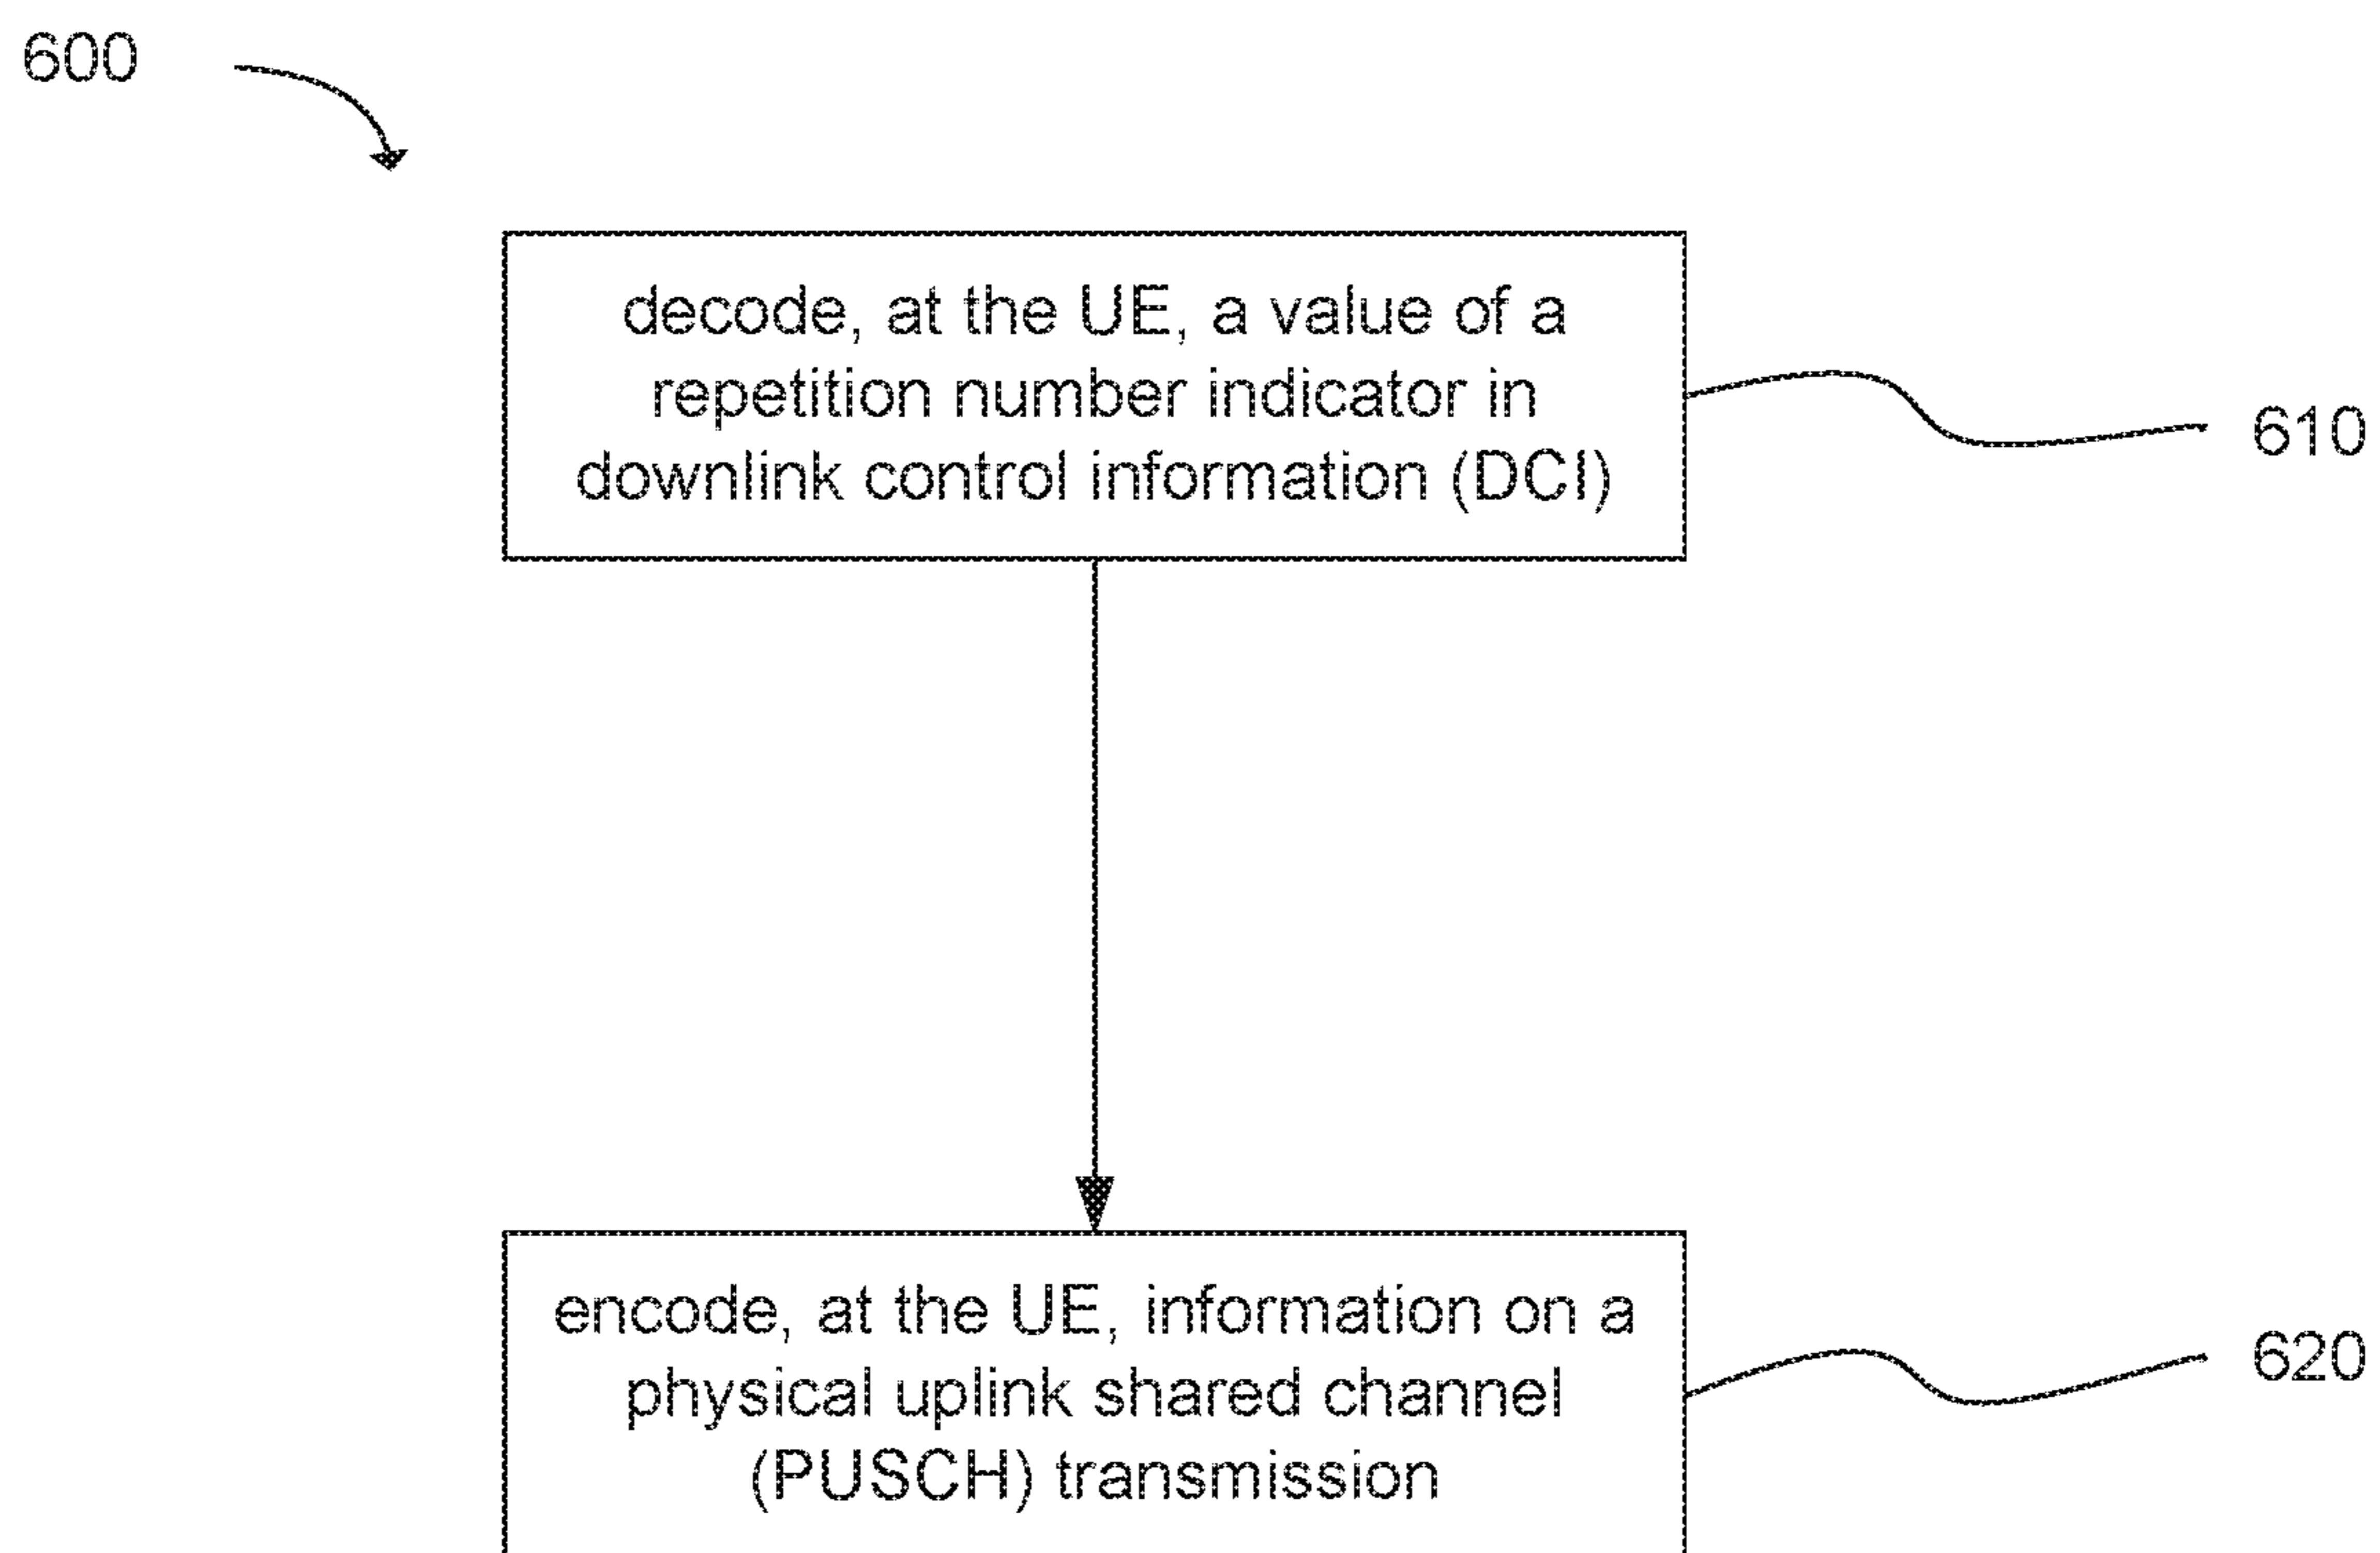 600
decode, at the UE, a value of a
repetition number indicator in
downlink control information (DCI)
610
encode, at the UE, information on a
physical uplink shared channel
(PUSCH) transmission
620